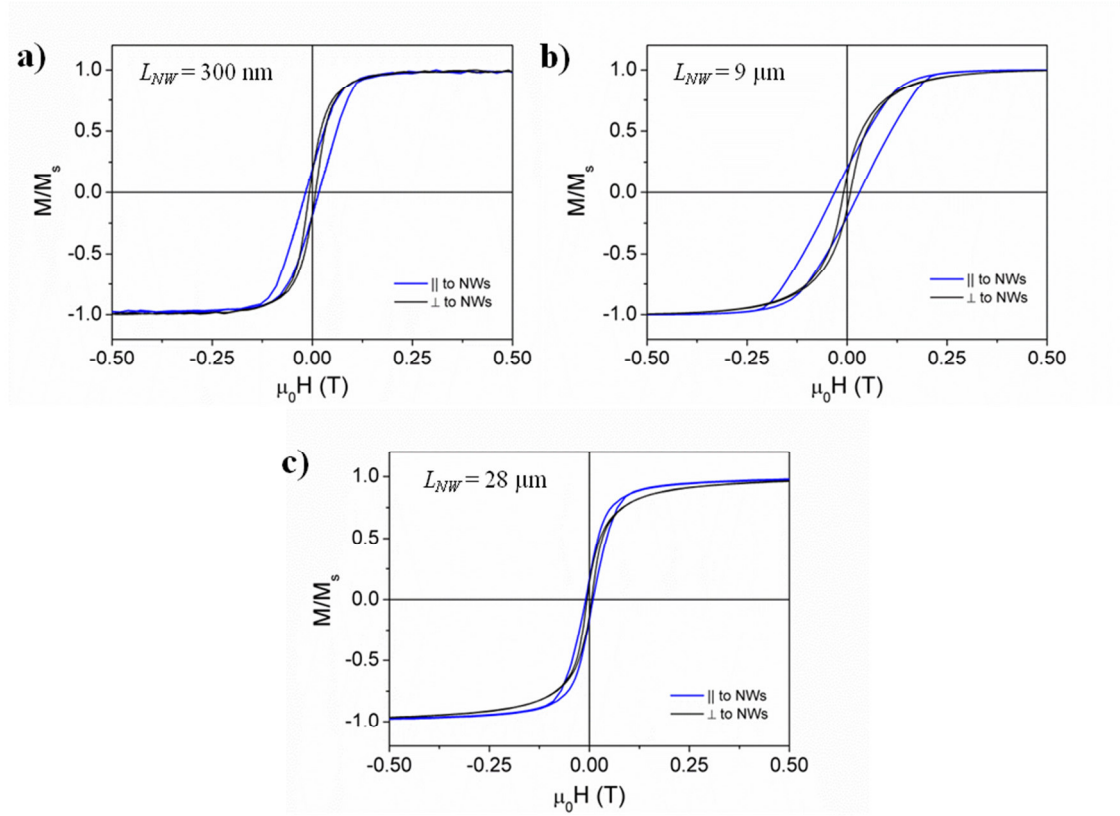 a)
L_NW = 300 nm
1.0
0.5
0.0
-0.5
-1.0
M/M_s
|| to NWs
⊥ to NWs
-0.50 -0.25 0.00 0.25 0.50
μ₀H (T)
b)
L_NW = 9 μm
1.0
0.5
0.0
-0.5
-1.0
M/M_s
|| to NWs
⊥ to NWs
-0.50 -0.25 0.00 0.25 0.50
μ₀H (T)
c)
L_NW = 28 μm
1.0
0.5
0.0
-0.5
-1.0
M/M_s
|| to NWs
⊥ to NWs
-0.50 -0.25 0.00 0.25 0.50
μ₀H (T)